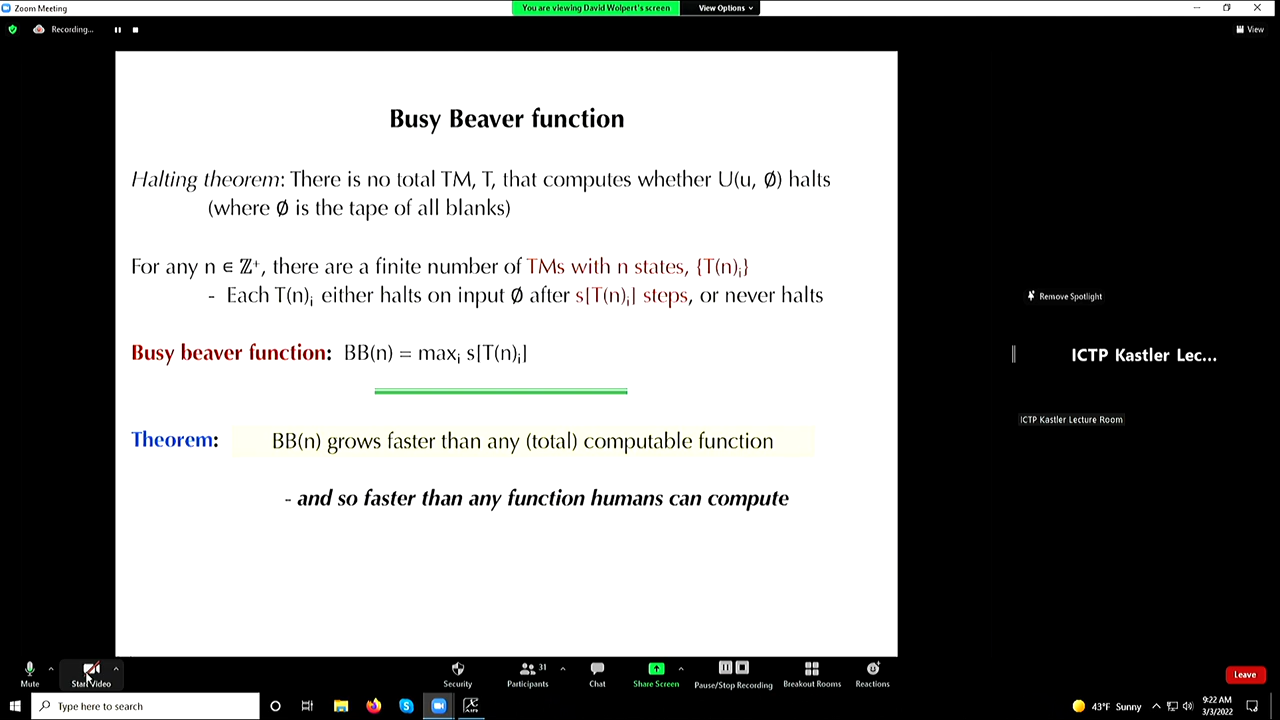 Zoom Meeting
You are viewing David Wolpert's screen
View Options
Recording...
View
Busy Beaver function
Halting theorem: There is no total TM, T, that computes whether U(u, ∅) halts
(where ∅ is the tape of all blanks)
For any n ∈ ℤ⁺, there are a finite number of TMs with n states, {T(n)ᵢ}
- Each T(n)ᵢ either halts on input ∅ after s[T(n)ᵢ] steps, or never halts
Busy beaver function: BB(n) = maxᵢ s[T(n)ᵢ]
Theorem: BB(n) grows faster than any (total) computable function
- and so faster than any function humans can compute
Remove Spotlight
ICTP Kastler Lec...
ICTP Kastler Lecture Room
Mute
Start Video
Security
Participants
31
Chat
Share Screen
Pause/Stop Recording
Breakout Rooms
Reactions
Leave
Type here to search
43°F Sunny
9:22 AM
3/3/2022